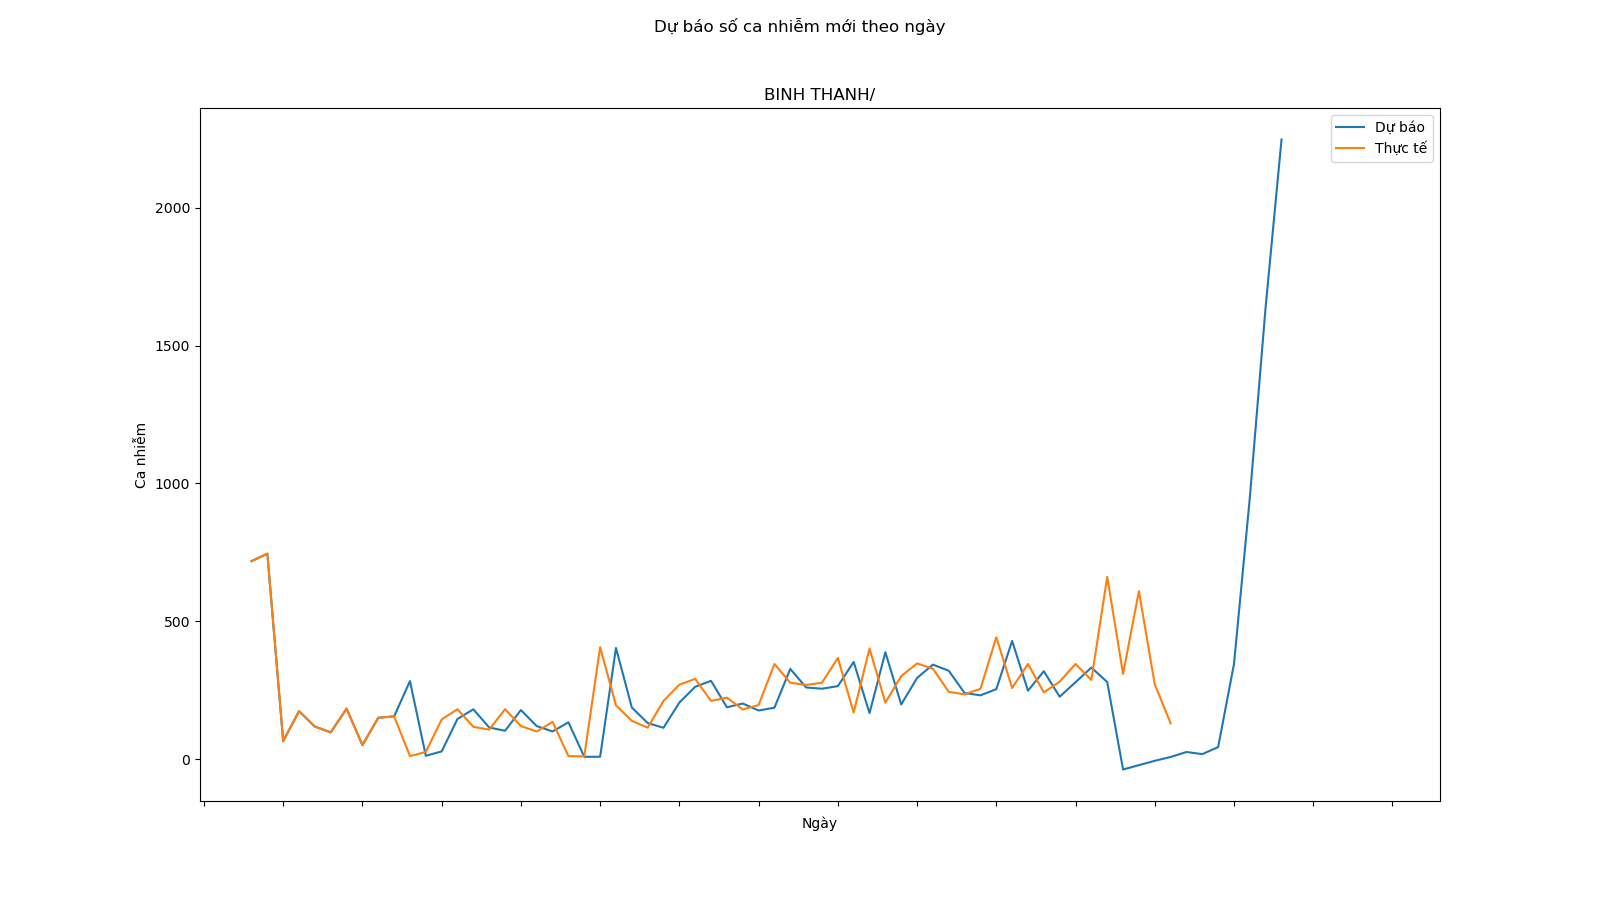 Dự báo số ca nhiễm mới theo ngày
BINH THANH/
Dự báo
Thực tế
2000
1500
1000
500
0
Ca nhiễm
Ngày